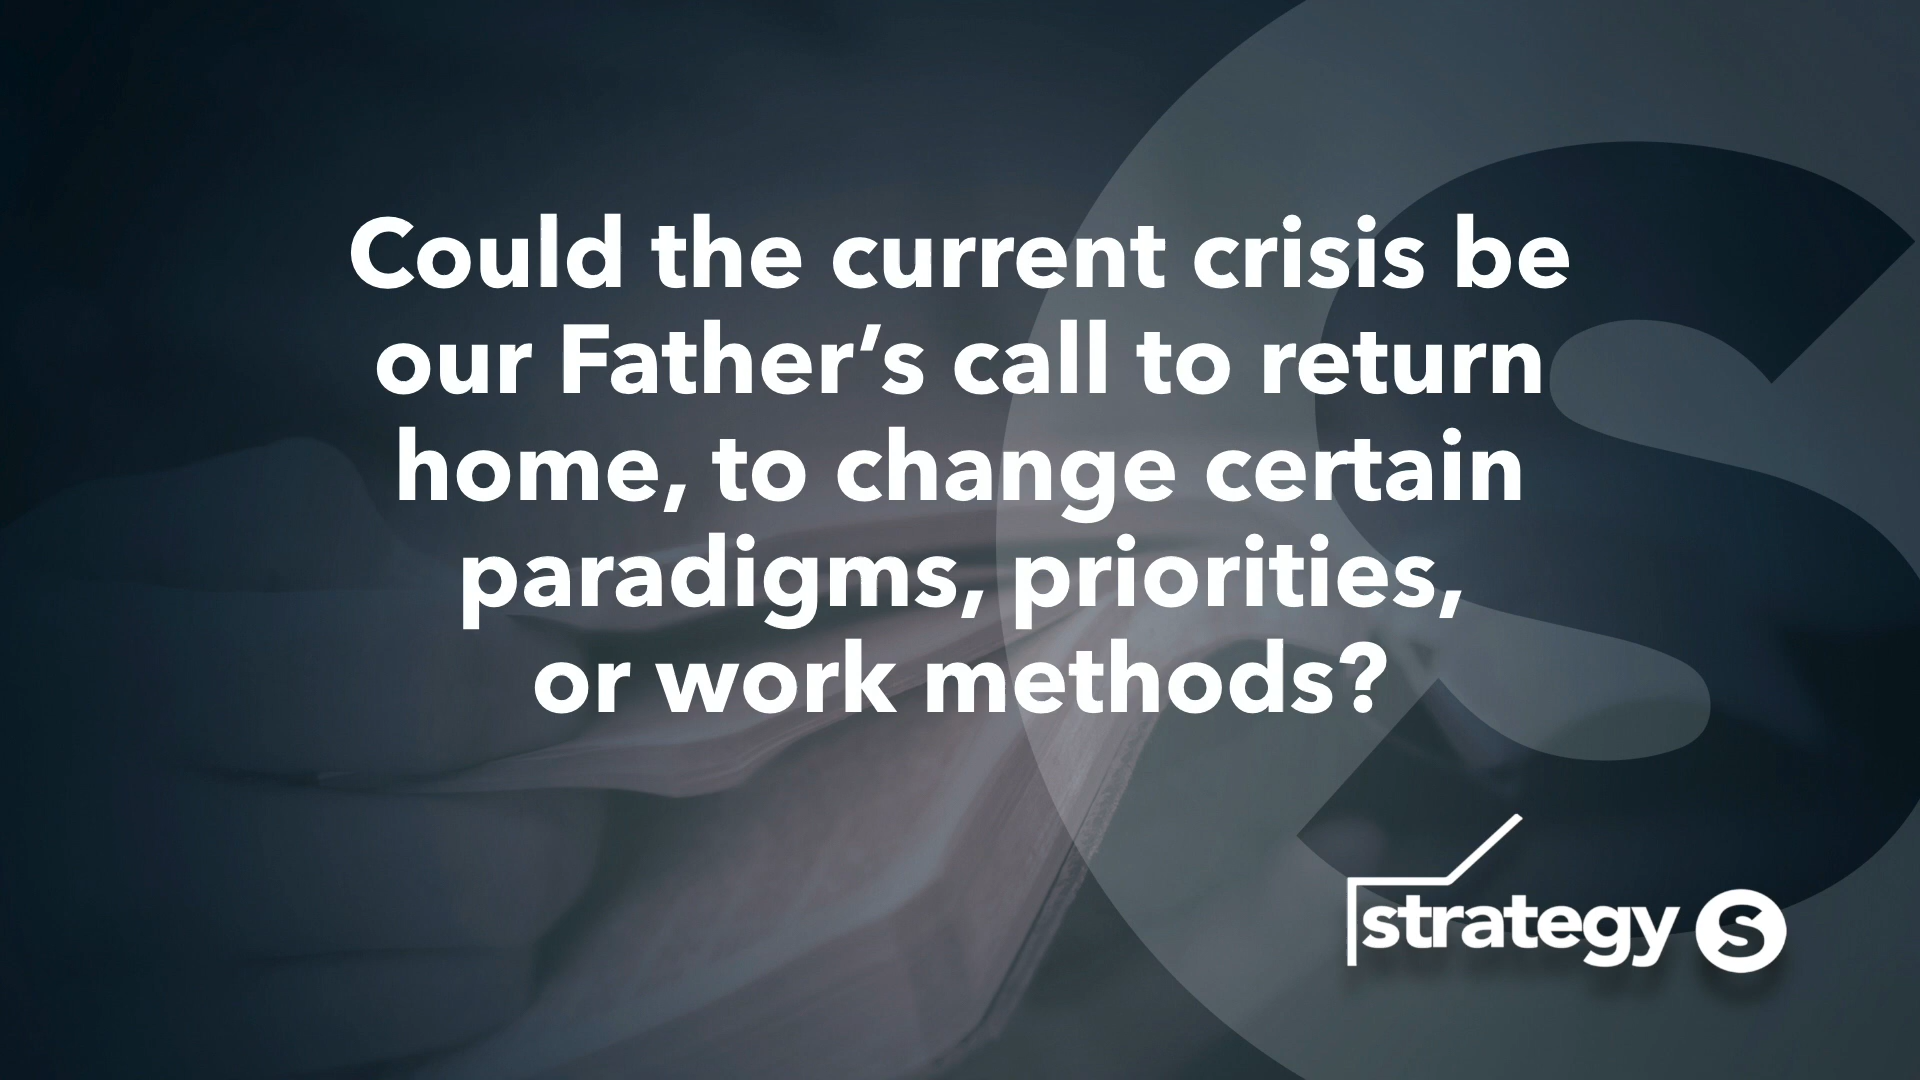 Could the current crisis be
our Father’s call to return
home, to change certain
paradigms, priorities,
or work methods?
strategy S